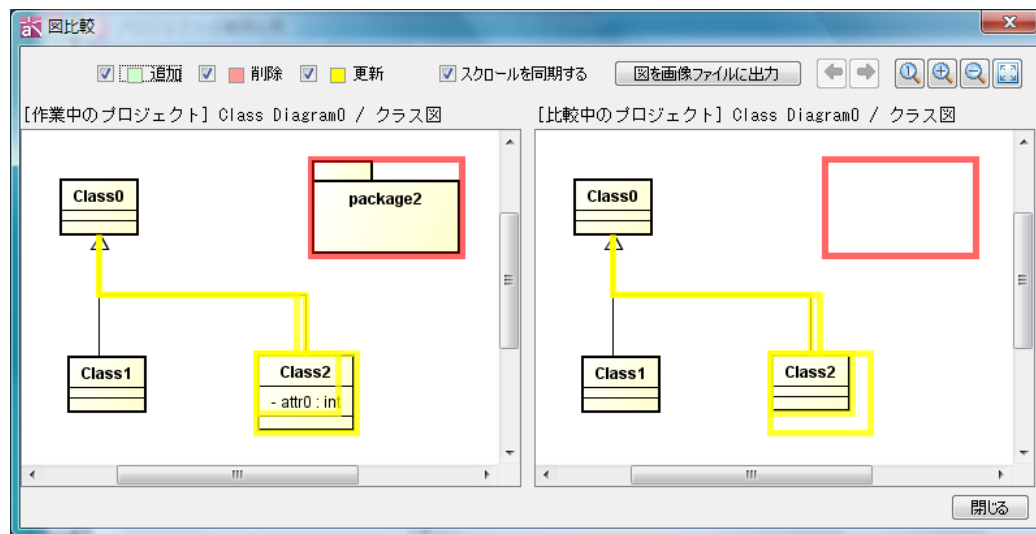 図比較
追加 削除 更新 スクロールを同期する 図を画像ファイルに出力
[作業中のプロジェクト] Class Diagram0 / クラス図
[比較中のプロジェクト] Class Diagram0 / クラス図
Class0
package2
Class1
Class2
- attr0 : int
Class0
Class1
Class2
閉じる